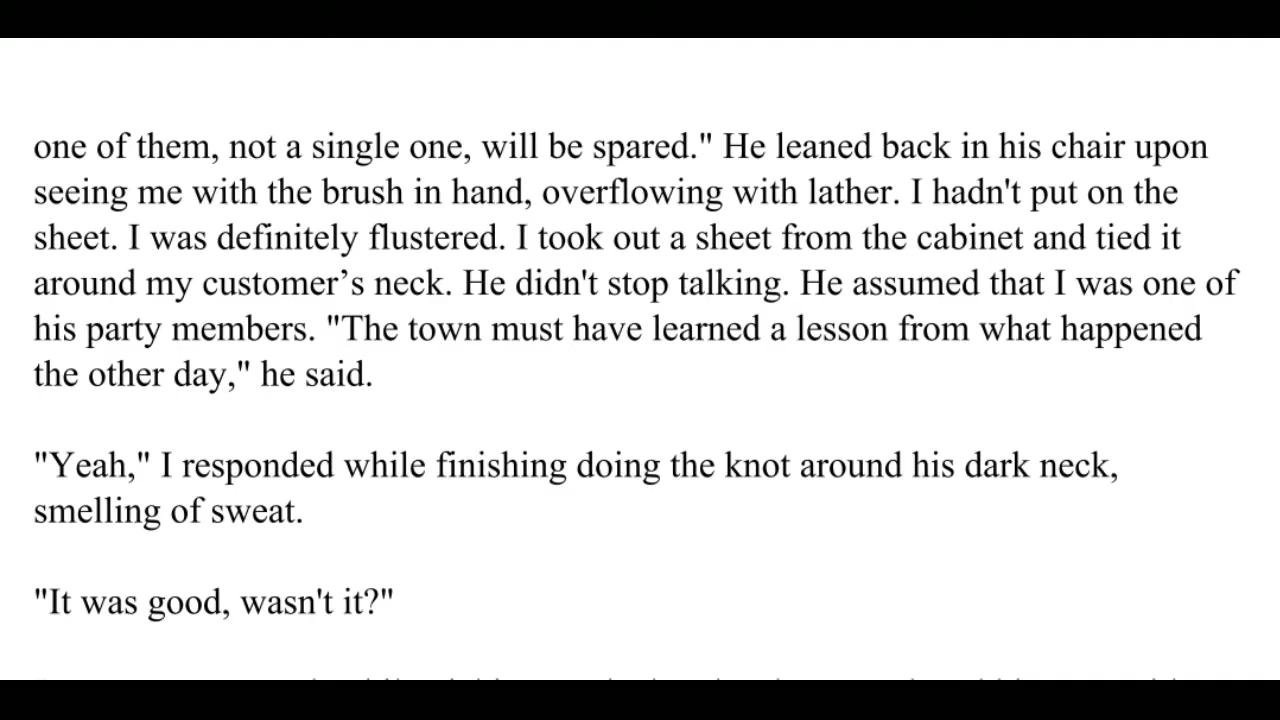 one of them, not a single one, will be spared." He leaned back in his chair upon
seeing me with the brush in hand, overflowing with lather. I hadn't put on the
sheet. I was definitely flustered. I took out a sheet from the cabinet and tied it
around my customer’s neck. He didn't stop talking. He assumed that I was one of
his party members. "The town must have learned a lesson from what happened
the other day," he said.
"Yeah," I responded while finishing doing the knot around his dark neck,
smelling of sweat.
"It was good, wasn't it?"